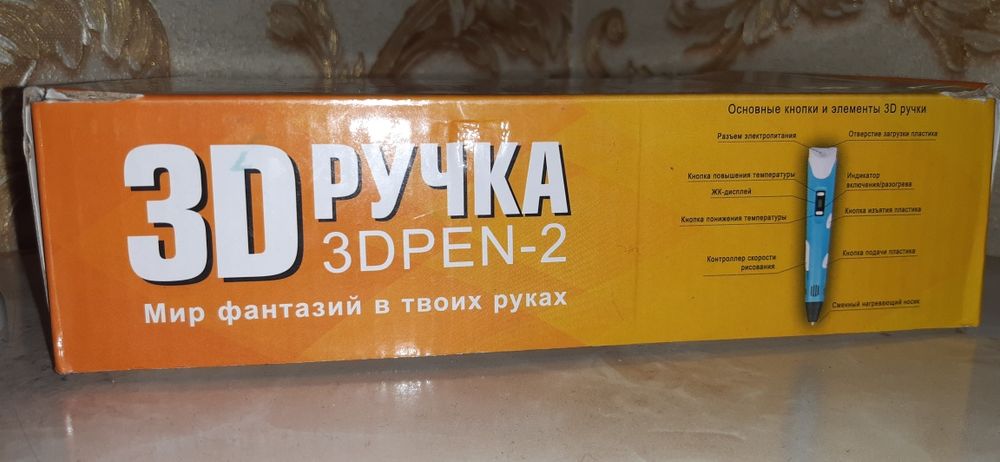 3D РУЧКА
3DPEN-2
Мир фантазий в твоих руках
Основные кнопки и элементы 3D ручки
Разъем электропитания
Кнопка повышения температуры
ЖК-дисплей
Кнопка понижения температуры
Контроллер скорости
рисования
Отверстие загрузки пластика
Индикатор
включения/разогрева
Кнопка изъятия пластика
Кнопка подачи пластика
Сменный нагревающий носик